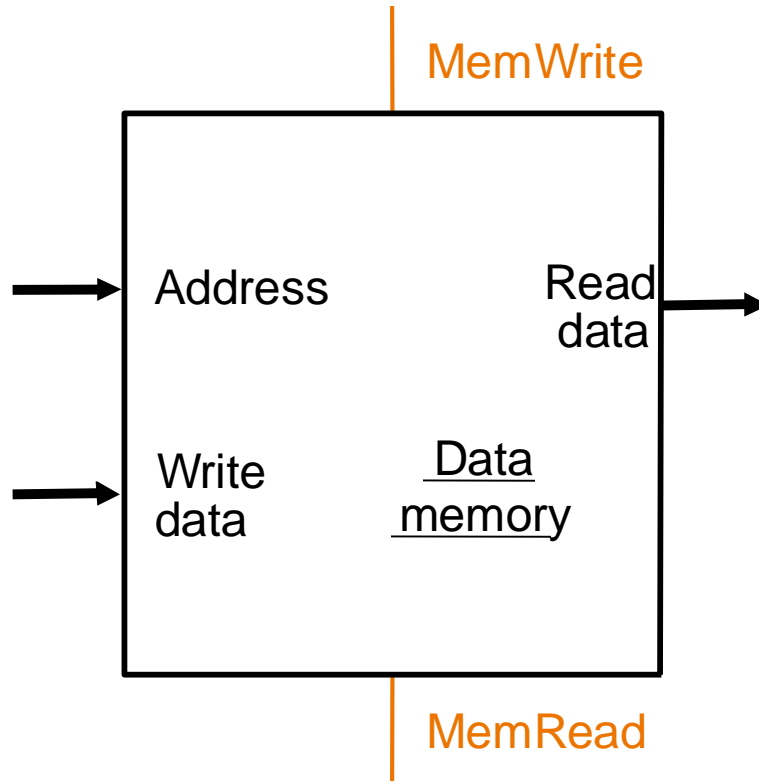 MemWrite
Address
Read
data
Write
data
Data
memory
MemRead